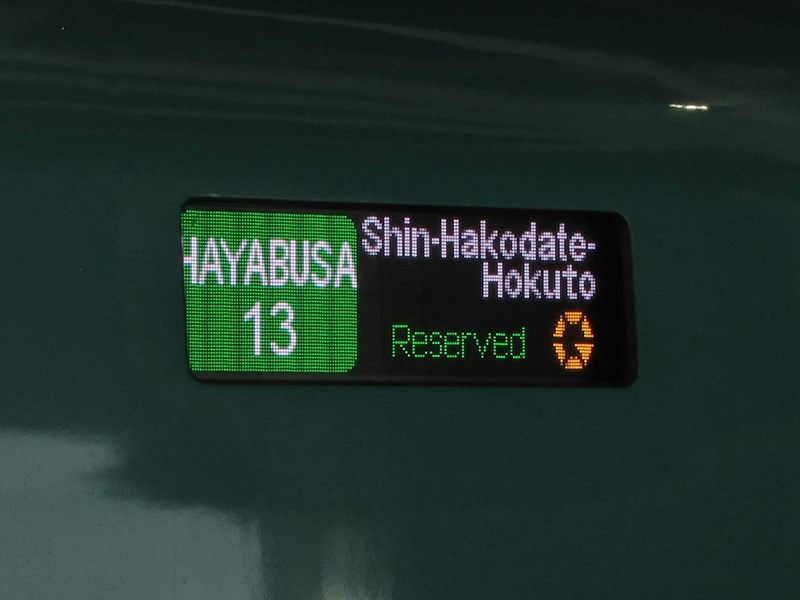 HAYABUSA
13
Shin-Hakodate-
Hokuto
Reserved